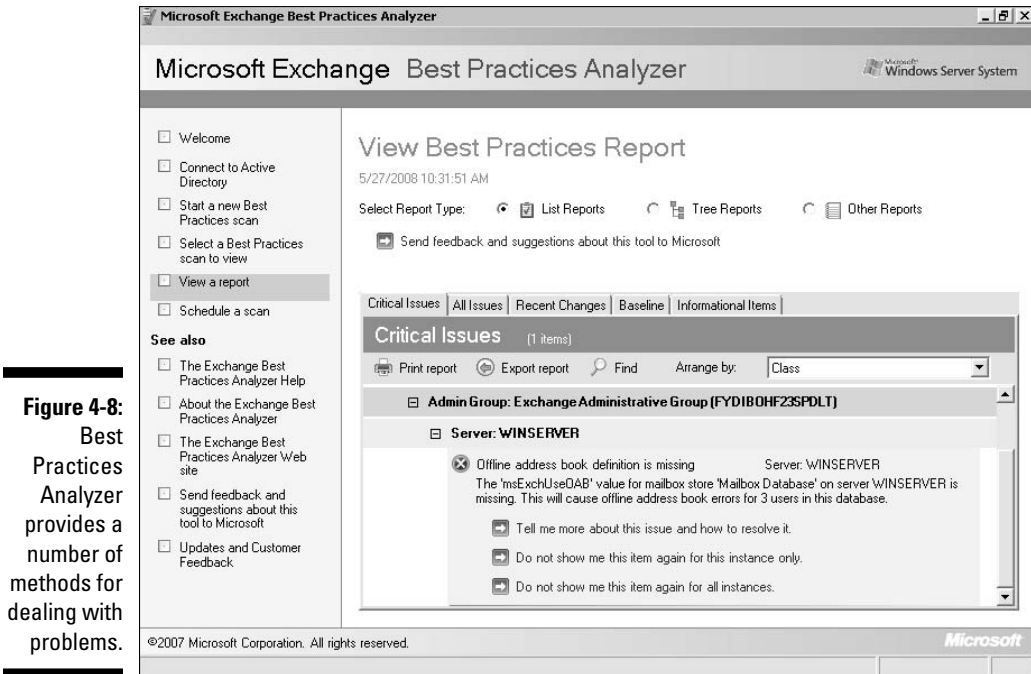 Microsoft Exchange Best Practices Analyzer
Microsoft Exchange Best Practices Analyzer
Microsoft
Windows Server System
Welcome
Connect to Active
Directory
Start a new Best
Practices scan
Select a Best Practices
scan to view
View a report
Schedule a scan
See also
The Exchange Best
Practices Analyzer Help
About the Exchange Best
Practices Analyzer
The Exchange Best
Practices Analyzer Web
site
Send feedback and
suggestions about this
tool to Microsoft
Updates and Customer
Feedback
View Best Practices Report
5/27/2008 10:31:51 AM
Select Report Type: List Reports Tree Reports Other Reports
Send feedback and suggestions about this tool to Microsoft
Critical Issues All Issues Recent Changes Baseline Informational Items
Critical Issues (1 items)
Print report Export report Find Arrange by: Class
Admin Group: Exchange Administrative Group (FYDIBOHF23SPDLT)
Server: WINSERVER
Offline address book definition is missing Server: WINSERVER
The 'msExchUseOAB' value for mailbox store 'Mailbox Database' on server WINSERVER is
missing. This will cause offline address book errors for 3 users in this database.
Tell me more about this issue and how to resolve it.
Do not show me this item again for this instance only.
Do not show me this item again for all instances.
©2007 Microsoft Corporation. All rights reserved.
Microsoft
Figure 4-8:
Best
Practices
Analyzer
provides a
number of
methods for
dealing with
problems.